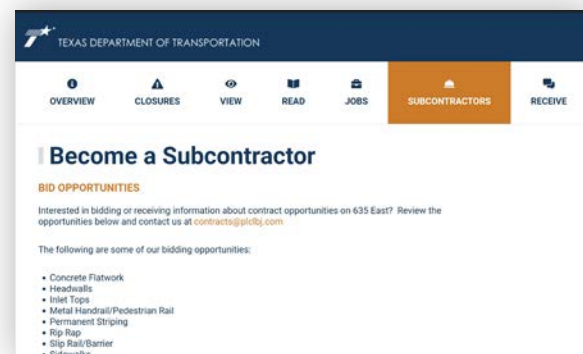 TEXAS DEPARTMENT OF TRANSPORTATION
OVERVIEW
CLOSURES
VIEW
READ
JOBS
SUBCONTRACTORS
RECEIVE
Become a Subcontractor
BID OPPORTUNITIES
Interested in bidding or receiving information about contract opportunities on 635 East? Review the
opportunities below and contact us at contracts@plclbj.com
The following are some of our bidding opportunities:
• Concrete Flatwork
• Headwalls
• Inlet Tops
• Metal Handrail/Pedestrian Rail
• Permanent Striping
• Rip Rap
• Slip Rail/Barrier
• Sidewalks